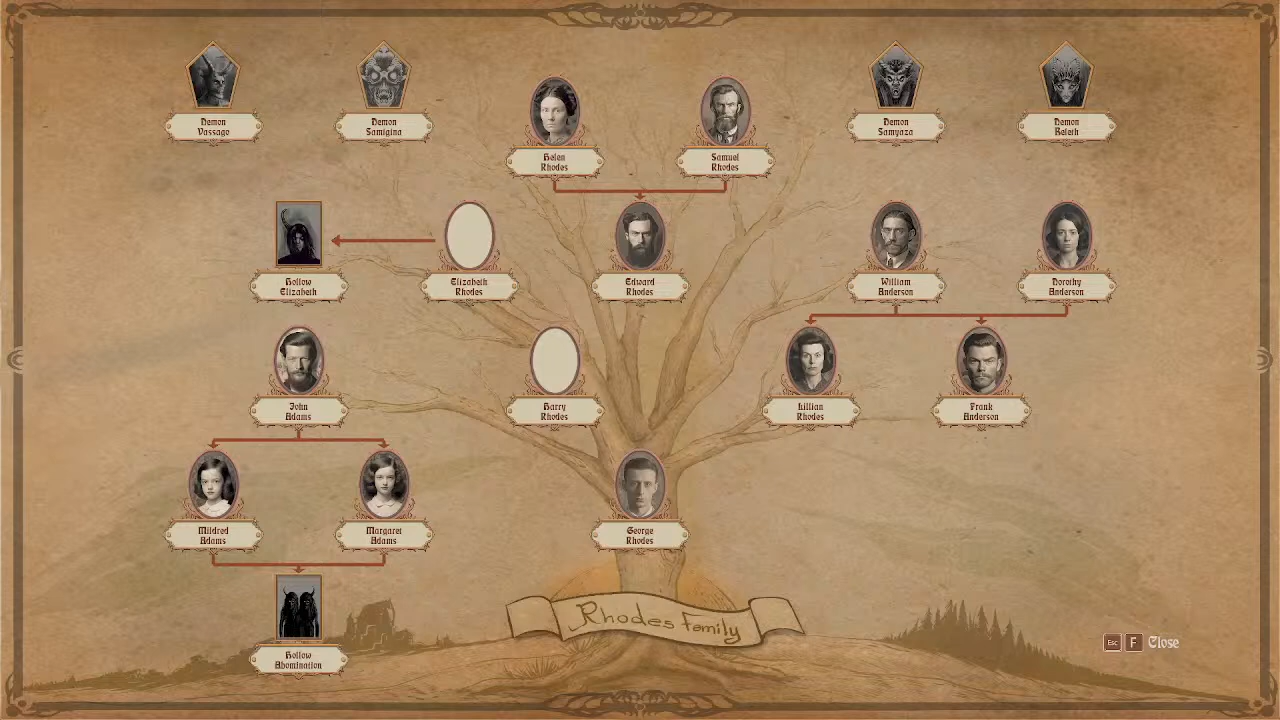 Demon
Vassago
Demon
Samigina
Helen
Rhodes
Samuel
Rhodes
Demon
Samyaza
Demon
Beleth
Hollow
Elizabeth
Elizabeth
Rhodes
Edward
Rhodes
William
Anderson
Dorothy
Anderson
John
Adams
Harry
Rhodes
Lillian
Rhodes
Frank
Anderson
Mildred
Adams
Margaret
Adams
George
Rhodes
Rhodes Family
Esc F Close
Hollow
Abomination